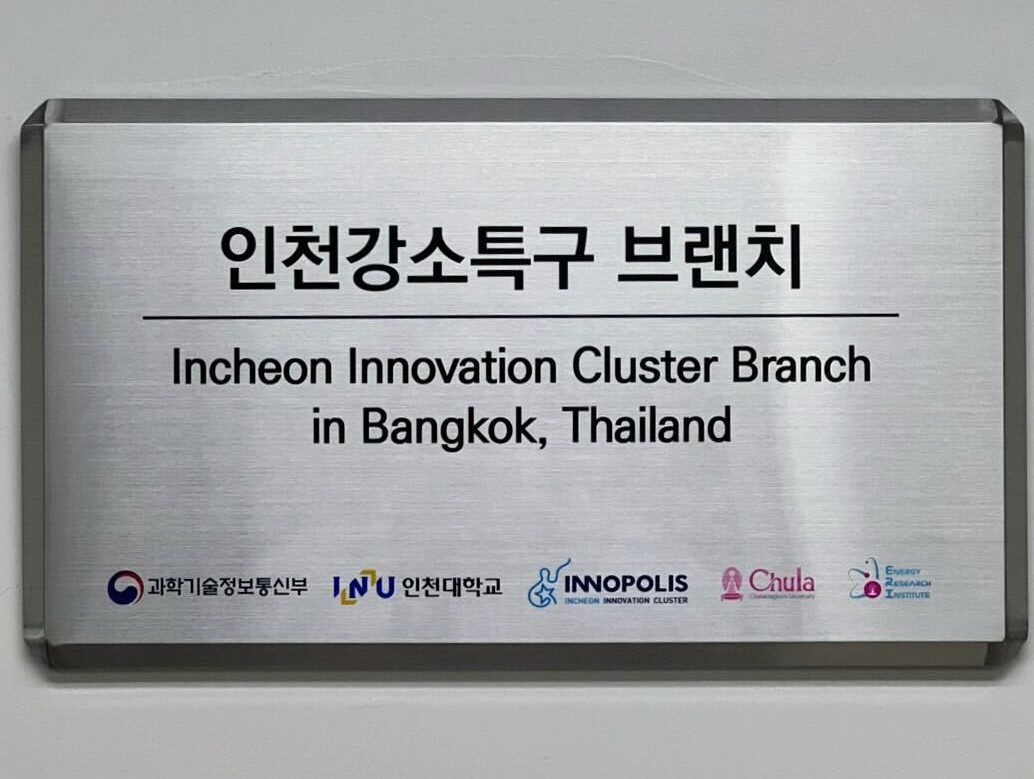 인천강소특구 브랜치
Incheon Innovation Cluster Branch
in Bangkok, Thailand
과학기술정보통신부 INU 인천대학교 INNOPOLIS INCHEON INNOVATION CLUSTER Chula Chulalongkorn University ENERGY RESEARCH INSTITUTE